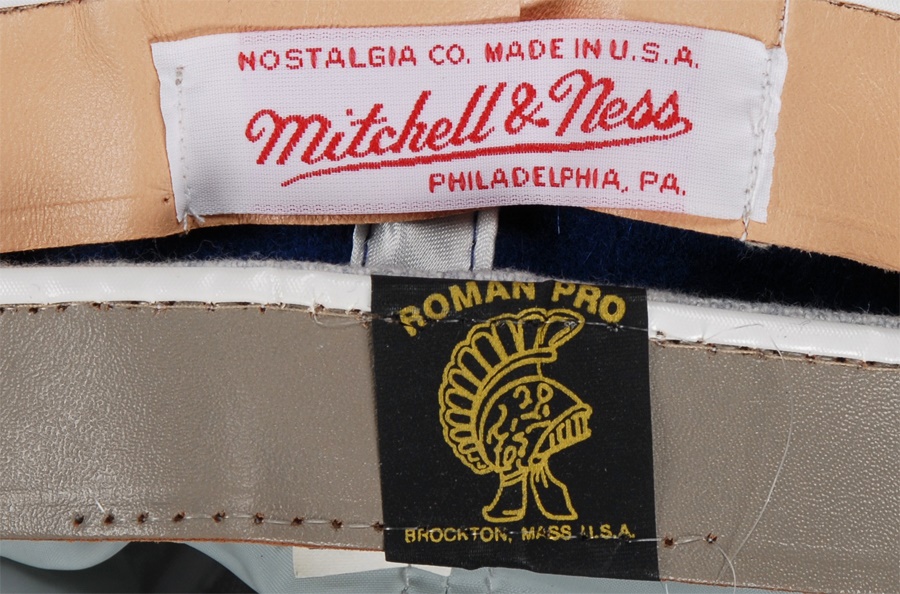 NOSTALGIA CO. MADE IN U.S.A.
Mitchell & Ness
PHILADELPHIA, PA.
ROMAN PRO
BROCKTON, MASS U.S.A.